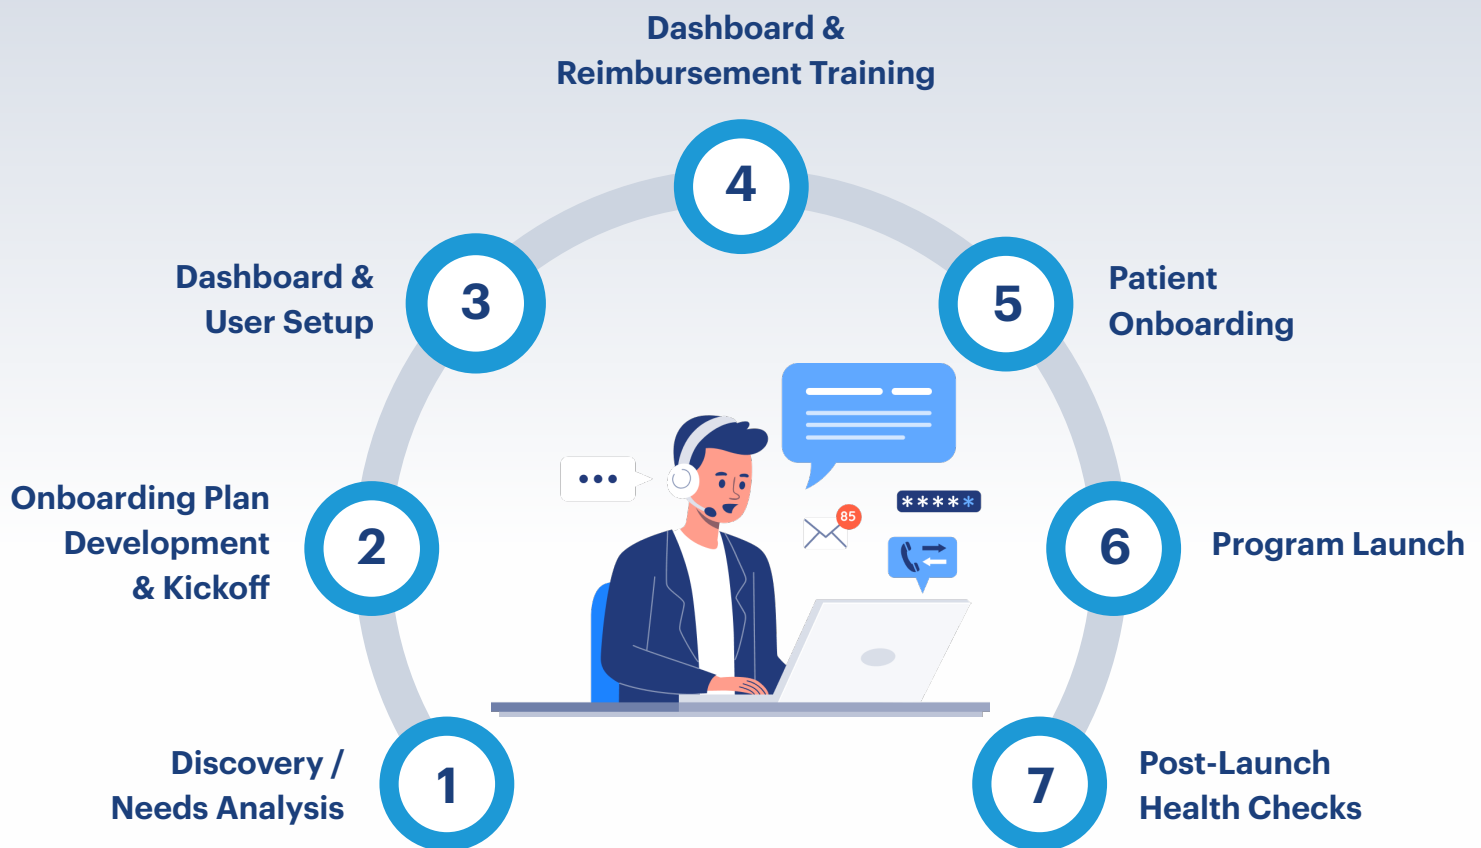 Dashboard &
Reimbursement Training
4
Dashboard &
User Setup
3
5
Patient
Onboarding
Onboarding Plan
Development
& Kickoff
2
85
*****
6
Program Launch
Discovery /
Needs Analysis
1
7
Post-Launch
Health Checks